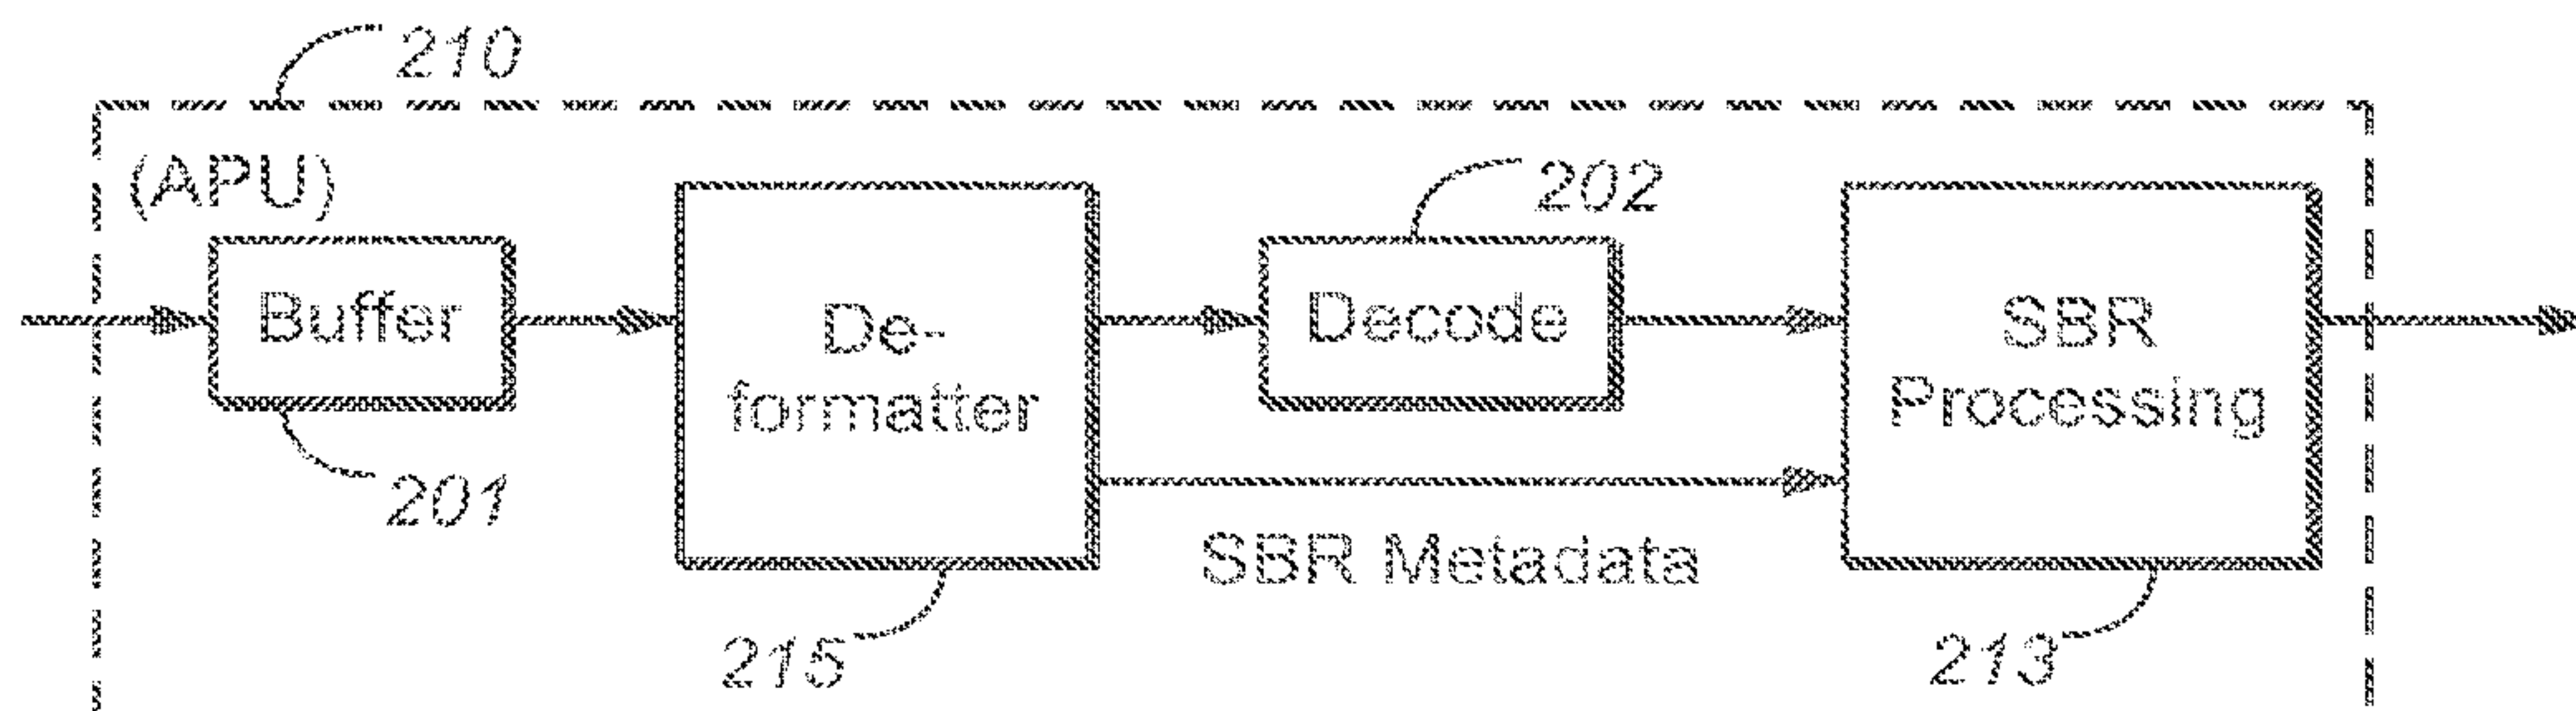 210
(APU)
202
Buffer
De-
formatter
Decode
SBR
Processing
201
SBR Metadata
215
213